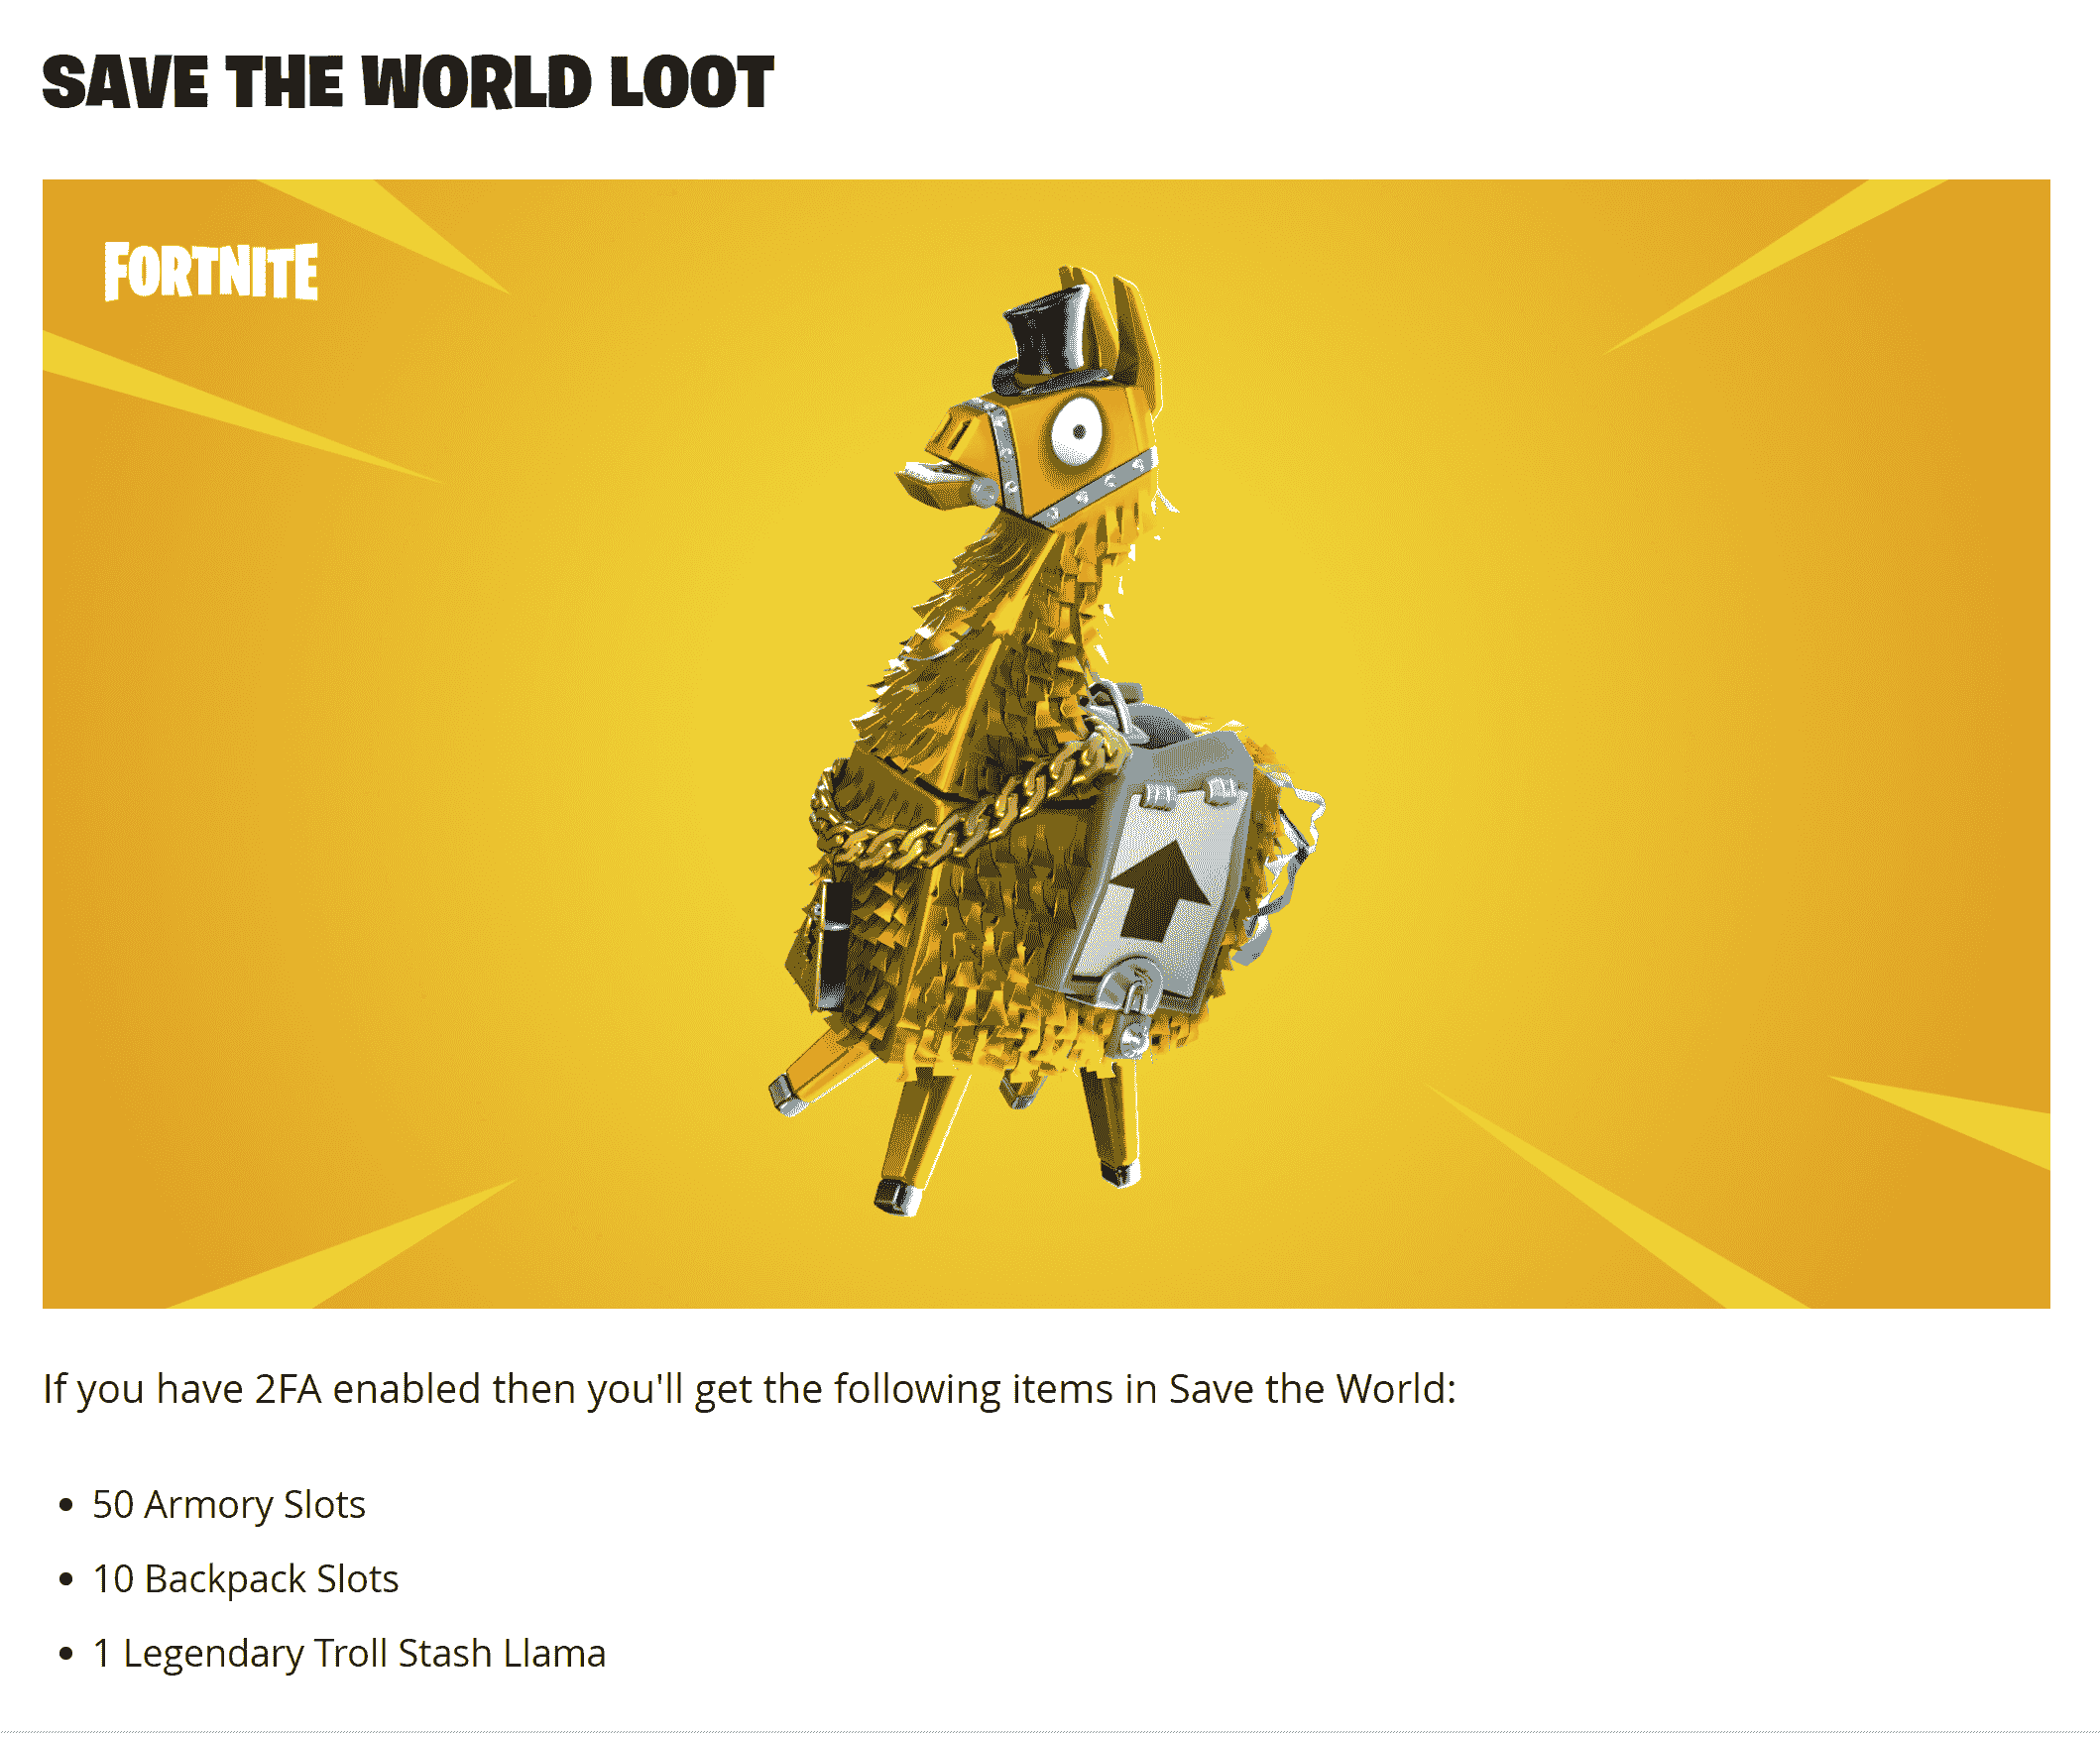 SAVE THE WORLD LOOT
FORTNITE
If you have 2FA enabled then you'll get the following items in Save the World:
• 50 Armory Slots
• 10 Backpack Slots
• 1 Legendary Troll Stash Llama